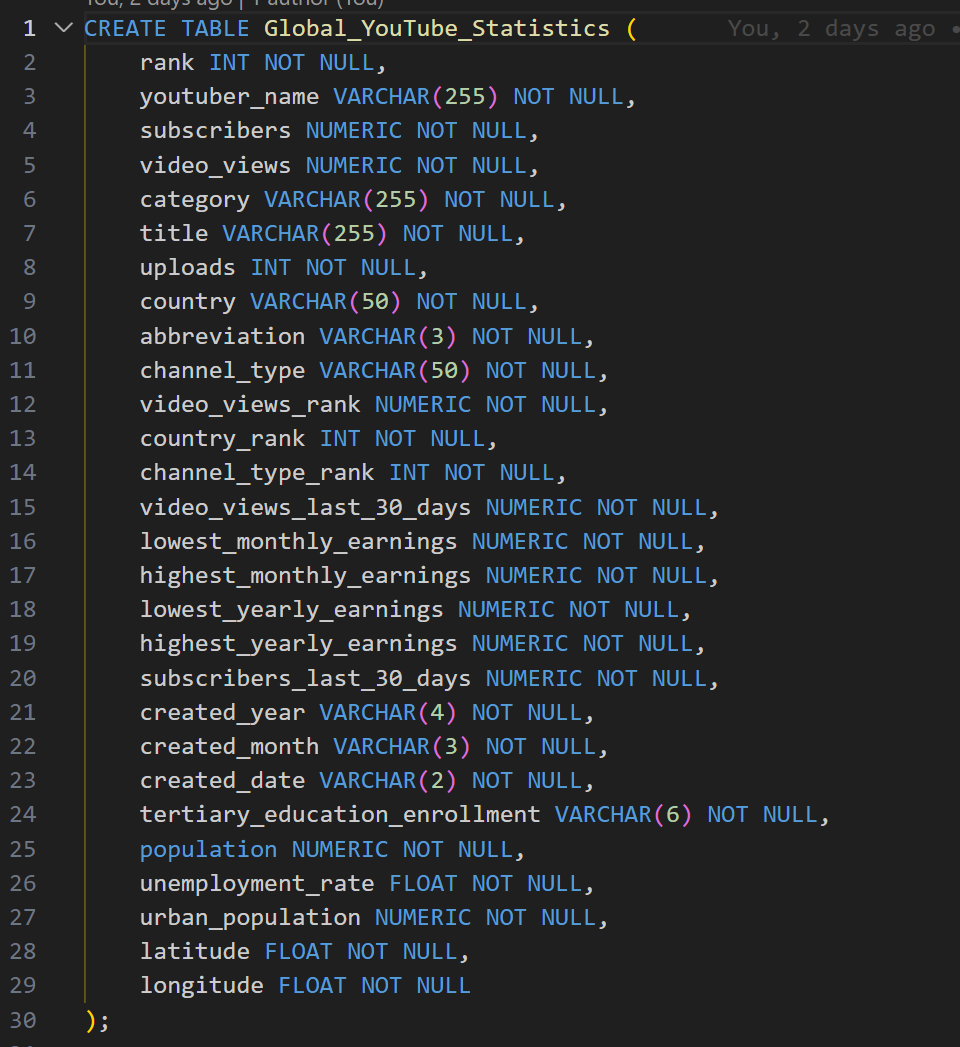 You, 2 days ago | 1 author (You)
1 CREATE TABLE Global_YouTube_Statistics ( You, 2 days ago •
2 rank INT NOT NULL,
3 youtuber_name VARCHAR(255) NOT NULL,
4 subscribers NUMERIC NOT NULL,
5 video_views NUMERIC NOT NULL,
6 category VARCHAR(255) NOT NULL,
7 title VARCHAR(255) NOT NULL,
8 uploads INT NOT NULL,
9 country VARCHAR(50) NOT NULL,
10 abbreviation VARCHAR(3) NOT NULL,
11 channel_type VARCHAR(50) NOT NULL,
12 video_views_rank NUMERIC NOT NULL,
13 country_rank INT NOT NULL,
14 channel_type_rank INT NOT NULL,
15 video_views_last_30_days NUMERIC NOT NULL,
16 lowest_monthly_earnings NUMERIC NOT NULL,
17 highest_monthly_earnings NUMERIC NOT NULL,
18 lowest_yearly_earnings NUMERIC NOT NULL,
19 highest_yearly_earnings NUMERIC NOT NULL,
20 subscribers_last_30_days NUMERIC NOT NULL,
21 created_year VARCHAR(4) NOT NULL,
22 created_month VARCHAR(3) NOT NULL,
23 created_date VARCHAR(2) NOT NULL,
24 tertiary_education_enrollment VARCHAR(6) NOT NULL,
25 population NUMERIC NOT NULL,
26 unemployment_rate FLOAT NOT NULL,
27 urban_population NUMERIC NOT NULL,
28 latitude FLOAT NOT NULL,
29 longitude FLOAT NOT NULL
30 );